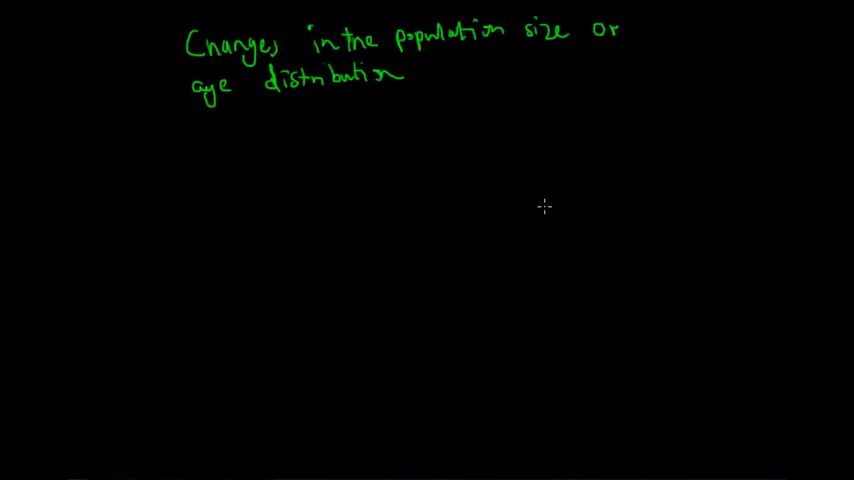 Changes in the population size or
age distribution